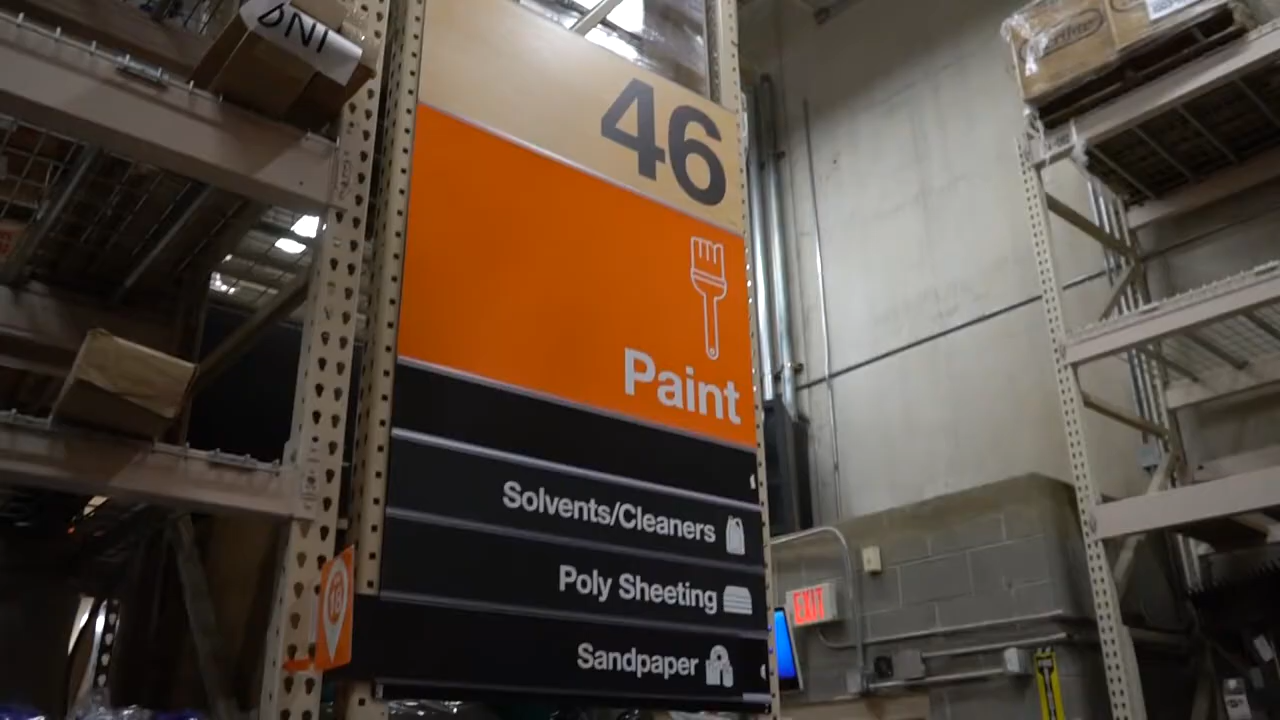 DNI
46
Paint
Solvents/Cleaners
Poly Sheeting
Sandpaper
EXIT